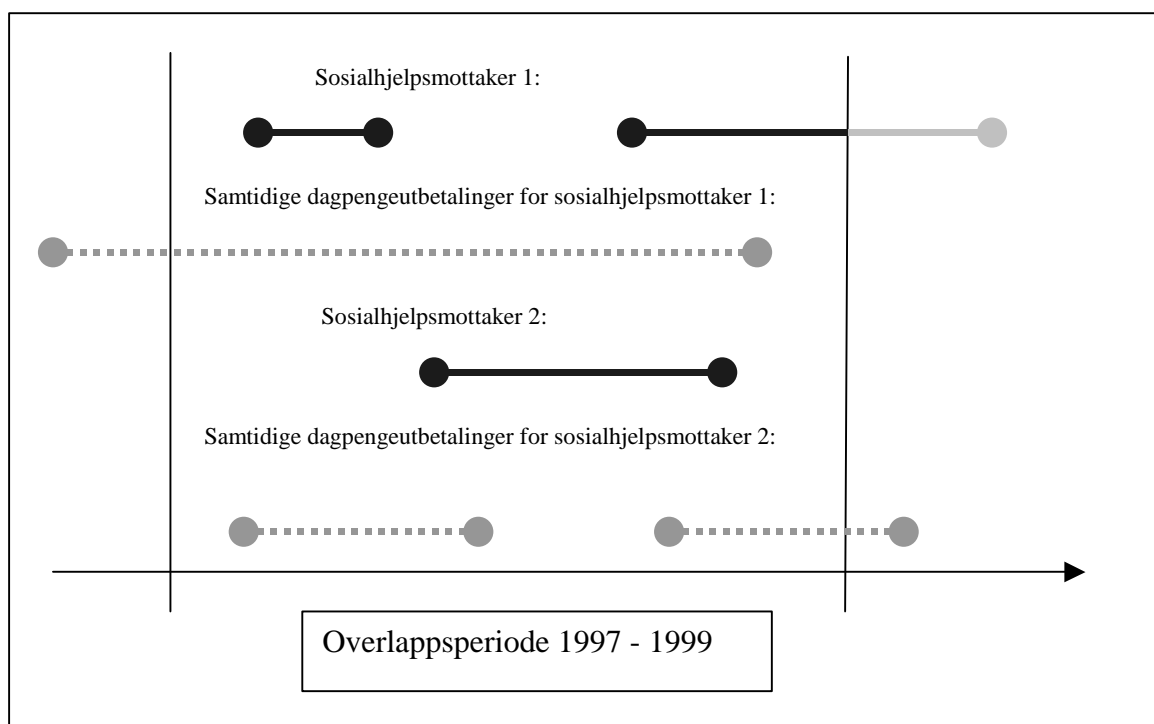 Sosialhjelpsmottaker 1:
Samtidige dagpengeutbetalinger for sosialhjelpsmottaker 1:
Sosialhjelpsmottaker 2:
Samtidige dagpengeutbetalinger for sosialhjelpsmottaker 2:
Overlappsperiode 1997 - 1999